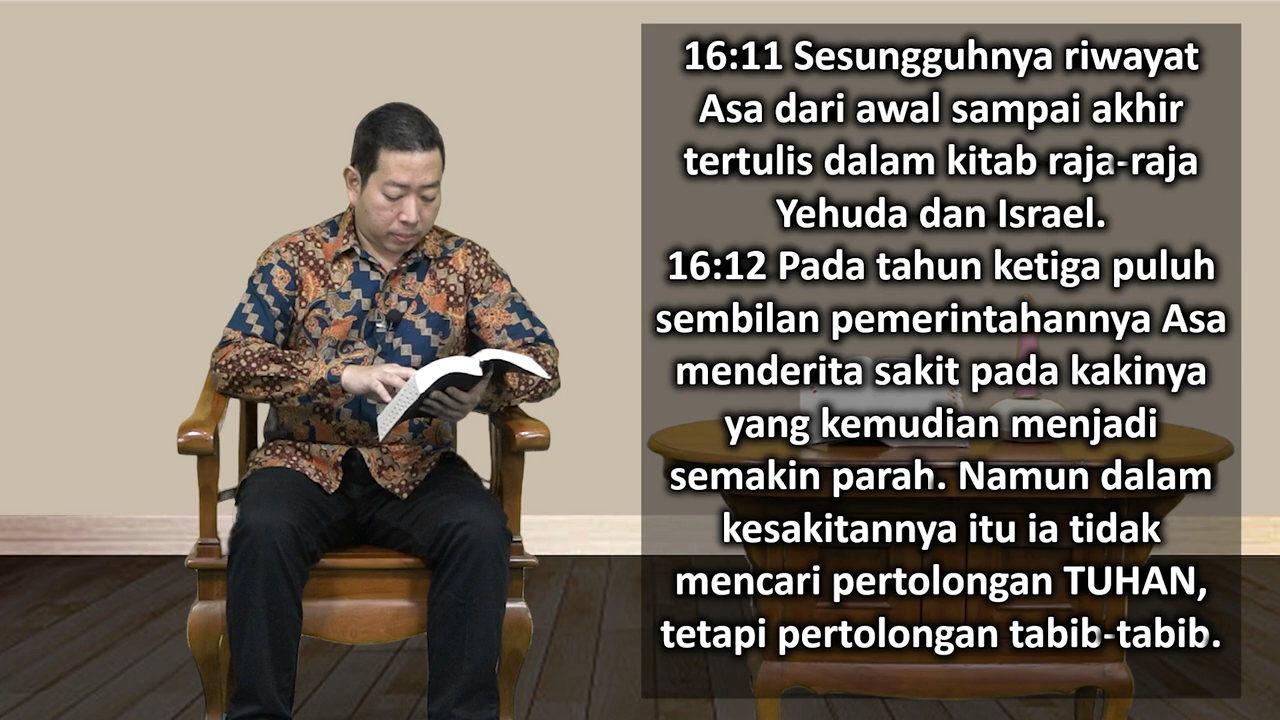 16:11 Sesungguhnya riwayat
Asa dari awal sampai akhir
tertulis dalam kitab raja-raja
Yehuda dan Israel.
16:12 Pada tahun ketiga puluh
sembilan pemerintahannya Asa
menderita sakit pada kakinya
yang kemudian menjadi
semakin parah. Namun dalam
kesakitannya itu ia tidak
mencari pertolongan TUHAN,
tetapi pertolongan tabib-tabib.